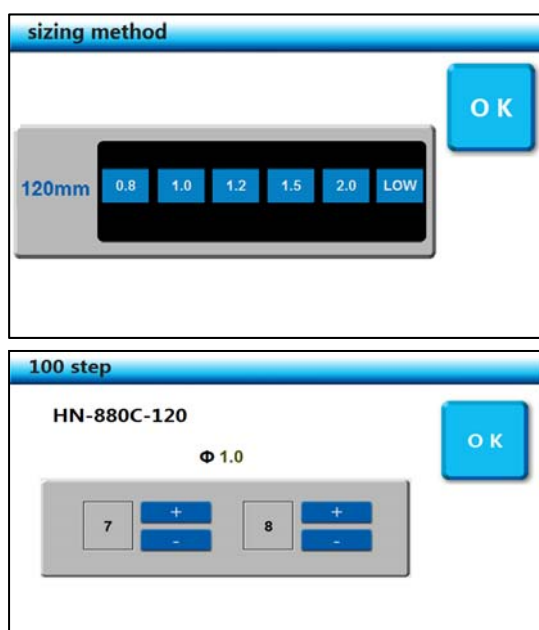 sizing method
OK
120mm 0.8 1.0 1.2 1.5 2.0 LOW
100 step
HN-880C-120
OK
Φ 1.0
7 + 8 +
- -